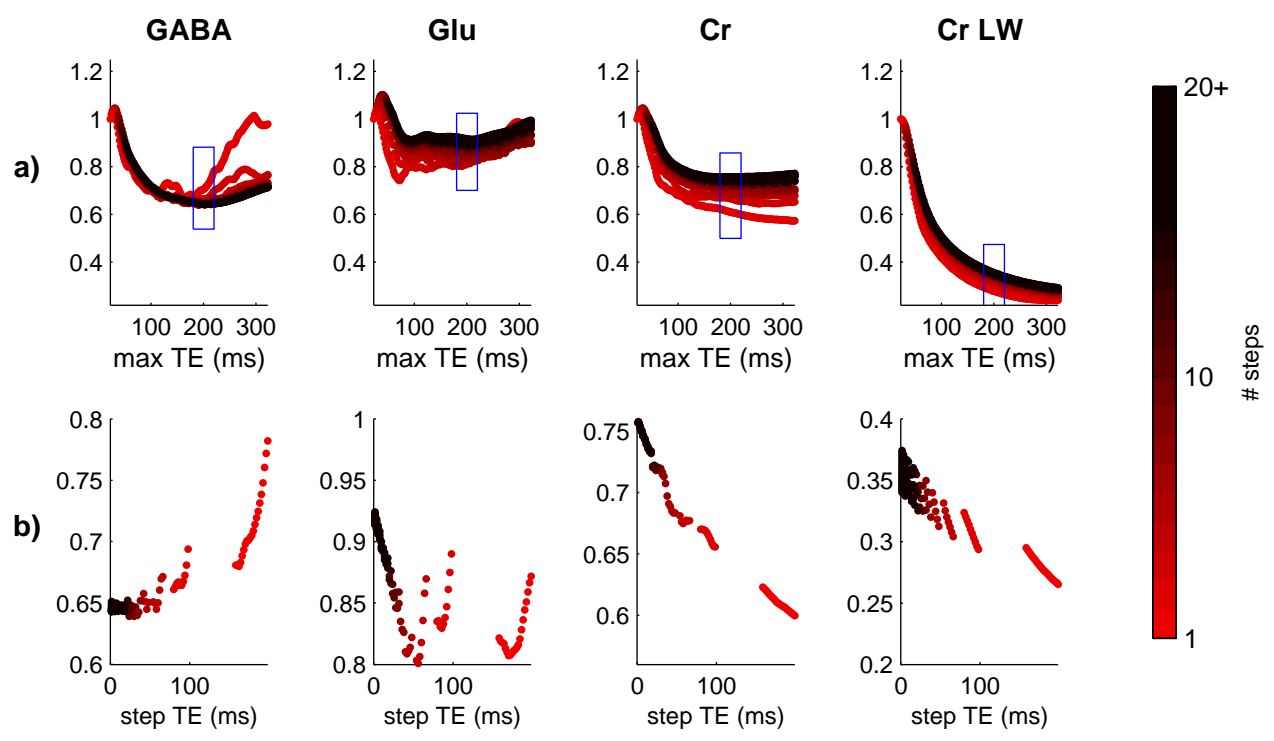 GABA Glu Cr Cr LW
a)
1.2 1.2 1.2 1.2 20+
1 1 1 1
0.8 0.8 0.8 0.8
0.6 0.6 0.6 0.6
0.4 0.4 0.4 0.4
100 200 300 100 200 300 100 200 300 100 200 300
max TE (ms) max TE (ms) max TE (ms) max TE (ms)
10
# steps
b)
0.8 1 0.75 0.4
0.75 0.95 0.7 0.35
0.7 0.9 0.65 0.3
0.65 0.85 0.6 0.25
0.6 0.8 0.2 1
0 100 0 100 0 100 0 100
step TE (ms) step TE (ms) step TE (ms) step TE (ms)